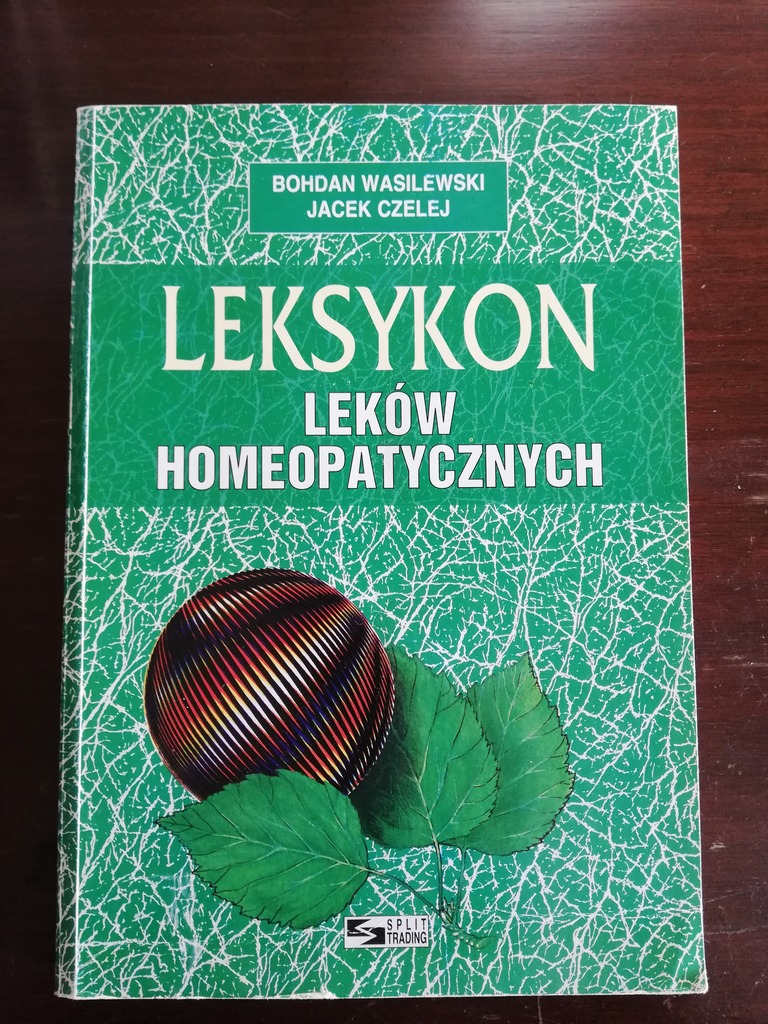 BOHDAN WASILEWSKI
JACEK CZELEJ
LEKSYKON
LEKÓW
HOMEOPATYCZNYCH
SPLIT
TRADING